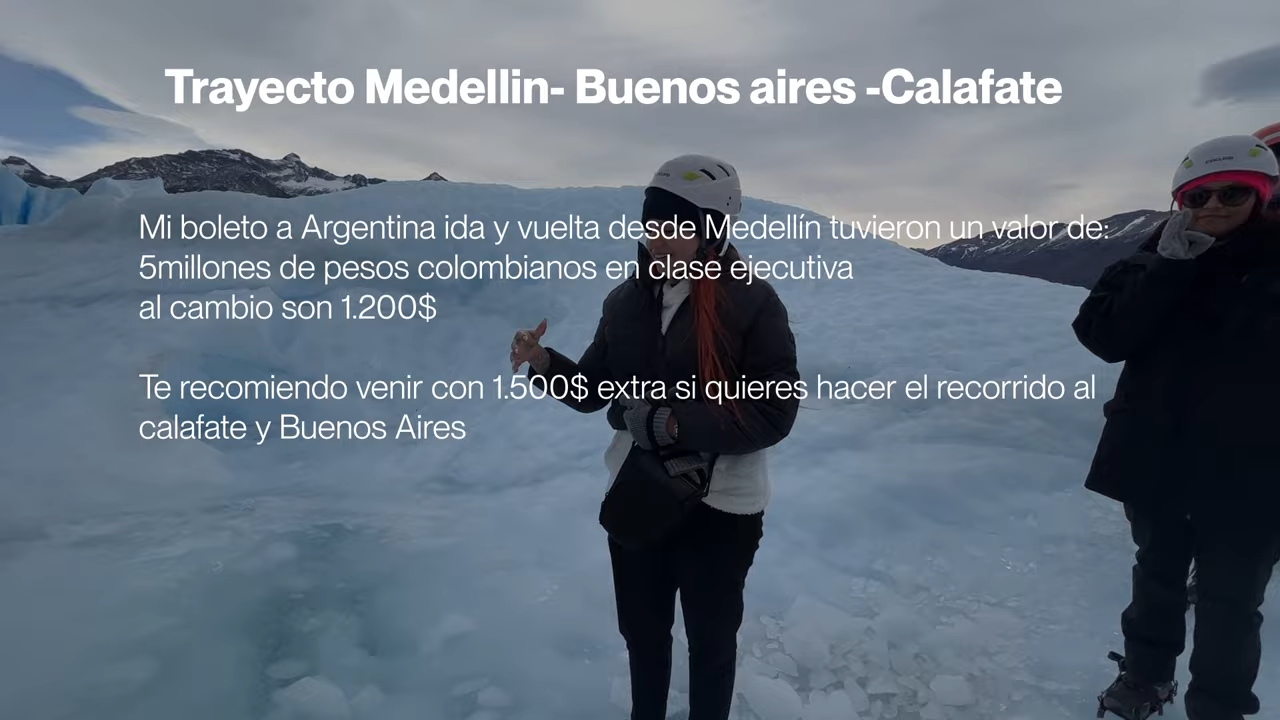 Trayecto Medellin- Buenos aires -Calafate
Mi boleto a Argentina ida y vuelta desde Medellín tuvieron un valor de:
5millones de pesos colombianos en clase ejecutiva
al cambio son 1.200$
Te recomiendo venir con 1.500$ extra si quieres hacer el recorrido al
calafate y Buenos Aires